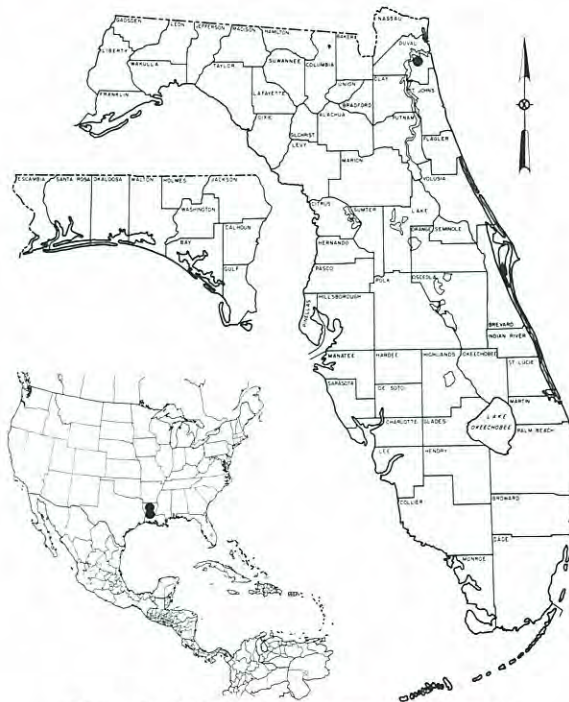 NASSAU
GADSDEN
LEON
JEFFERSON
MADISON
HAMILTON
BAKER
DUVAL
LIBERTY
WAKULLA
TAYLOR
SUWANNEE
COLUMBIA
UNION
CLAY
ST JOHNS
FRANKLIN
LAFAYETTE
BRADFORD
PUTNAM
DIXIE
GILCHRIST
ALACHUA
FLAGLER
LEVY
MARION
VOLUSIA
ESCAMBIA
SANTA ROSA
OKALOOSA
WALTON
HOLMES
JACKSON
WASHINGTON
BAY
CALHOUN
GULF
CITRUS
SUMTER
LAKE
ORANGE
SEMINOLE
HERNANDO
PASCO
POLK
OSCEOLA
PINELLAS
HILLSBOROUGH
BREVARD
INDIAN RIVER
MANATEE
HARDEE
HIGHLANDS
OKEECHOBEE
ST. LUCIE
SARASOTA
DE SOTO
MARTIN
CHARLOTTE
GLADES
LAKE
OKEECHOBEE
PALM BEACH
LEE
HENDRY
COLLIER
BROWARD
DADE
MONROE